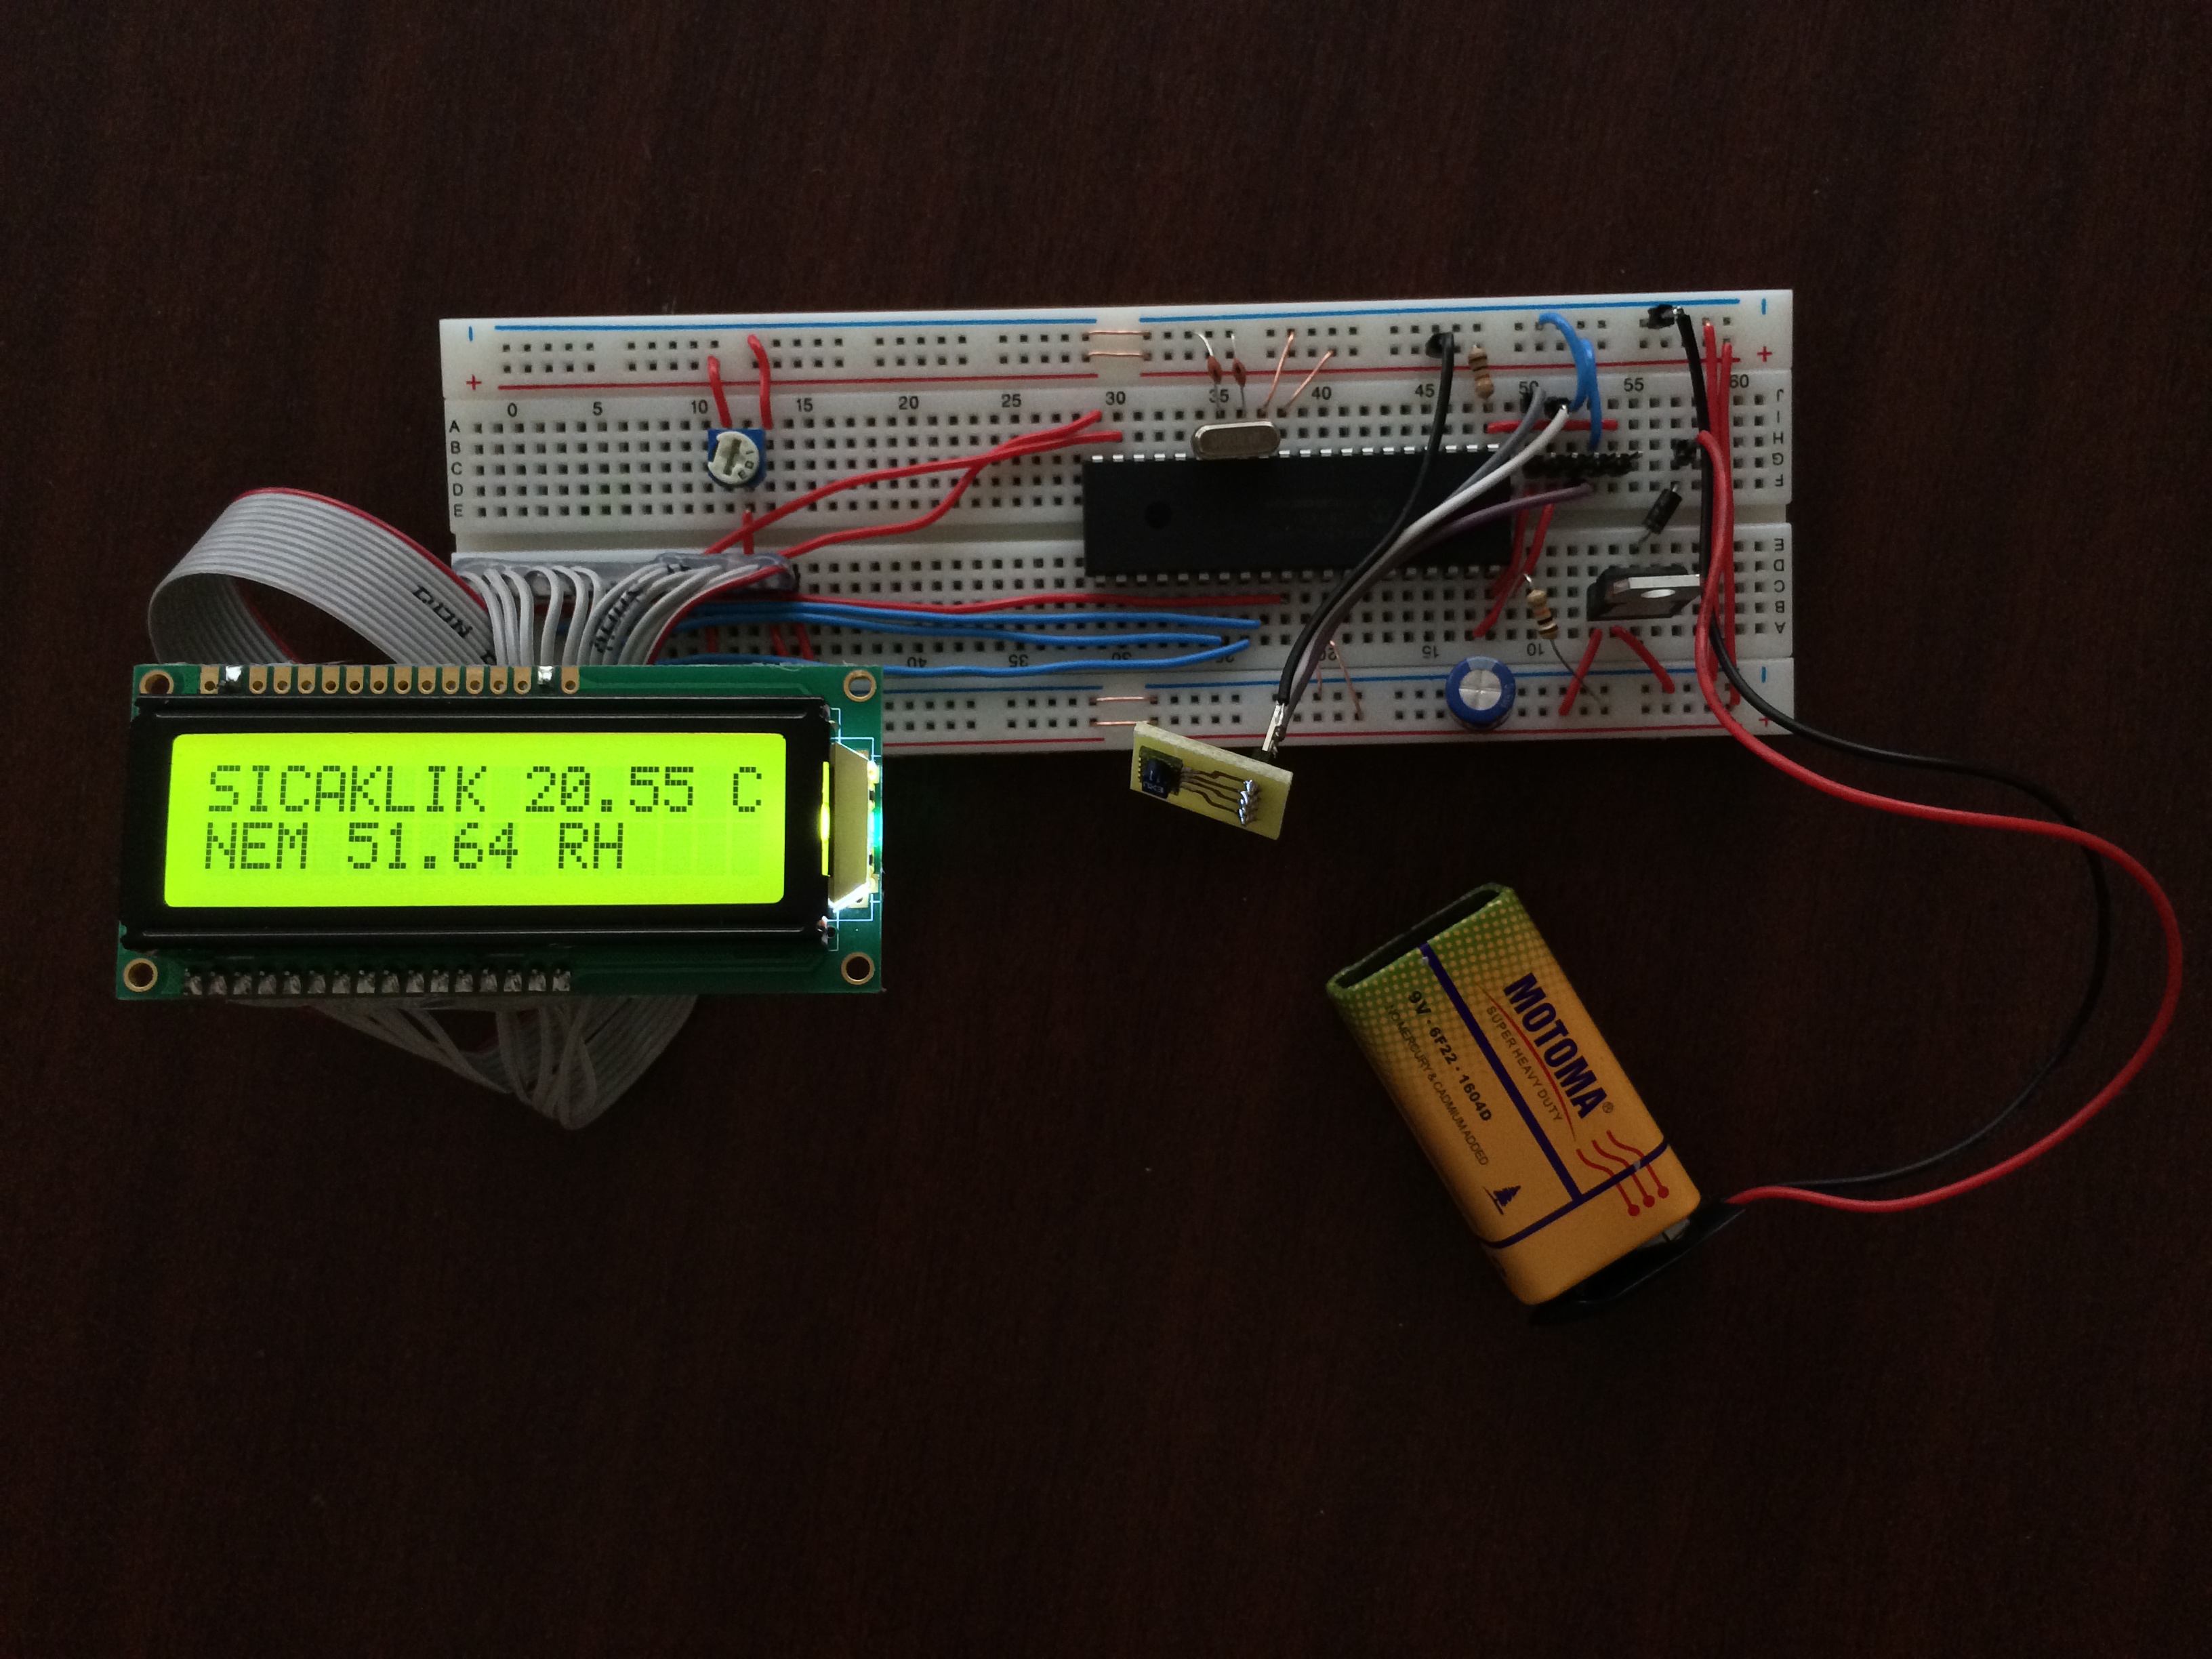 MOTOMA®
SUPER HEAVY DUTY
9V · 6F22 · 1604D
NO MERCURY & CADMIUM ADDED
SICAKLIK 20.55 C
NEM 51.64 RH
+
-
10
15
20
25
30
35
40
A
B
C
D
E
F
G
H
I
J
60
55
50
45
35
30
25
20
15
10
5
0
E
D
C
B
A
+
-
+
-